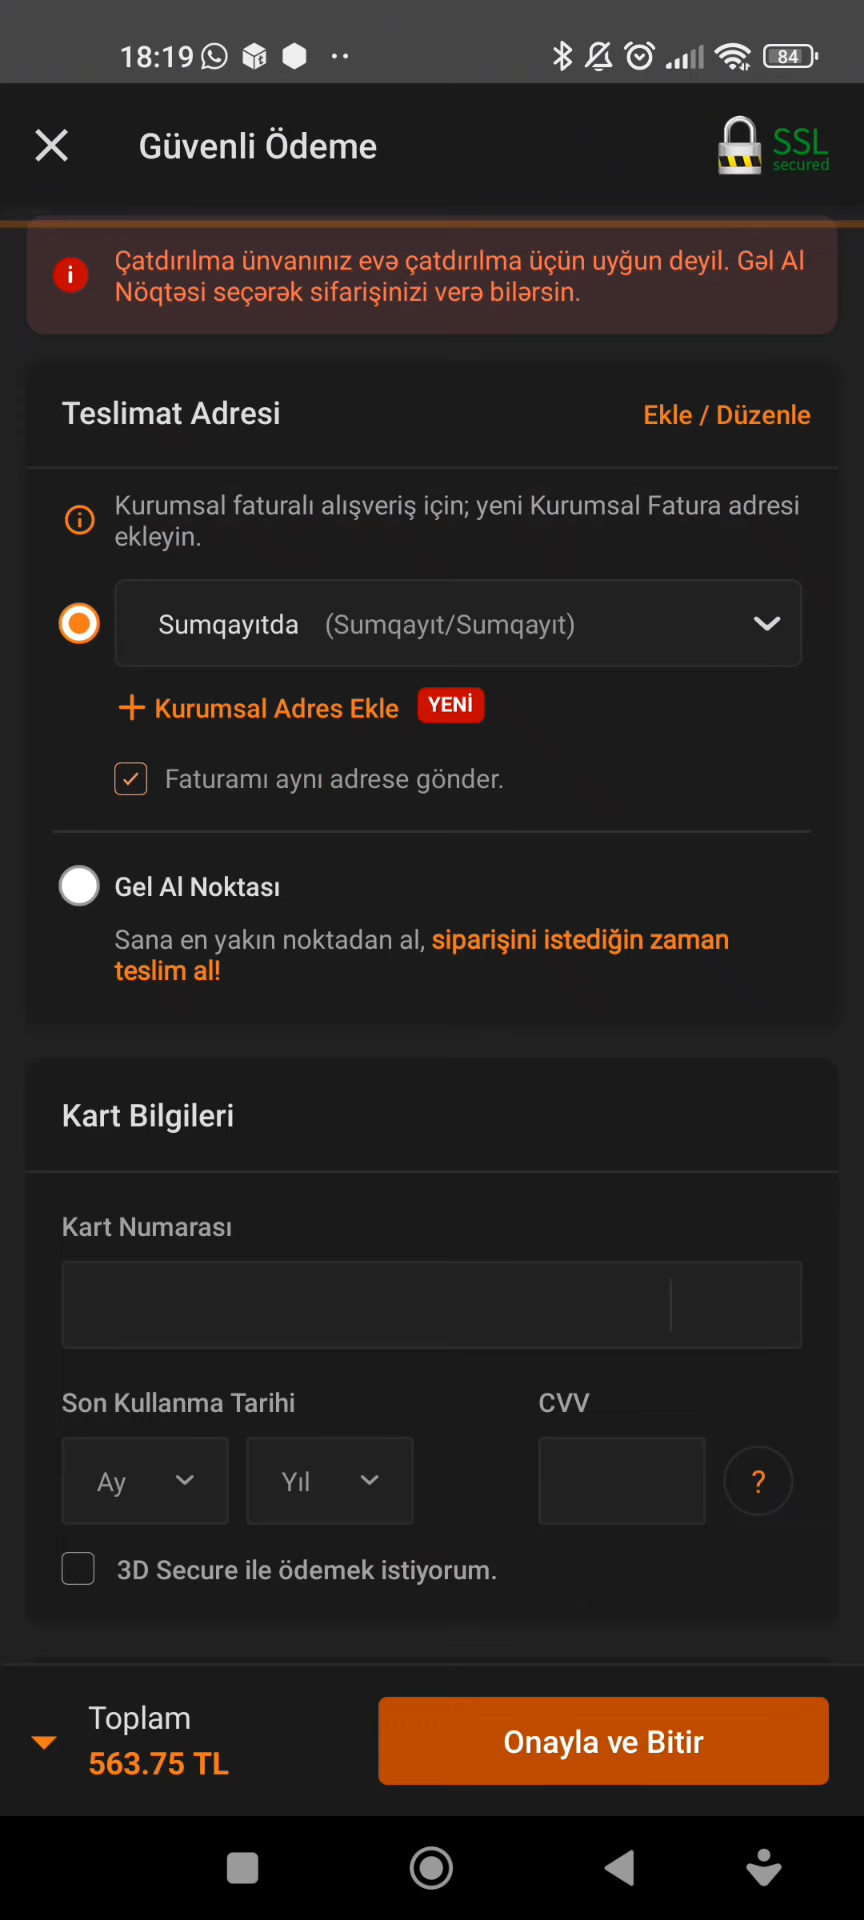 18:19
84
Güvenli Ödeme
SSL
secured
Çatdırılma ünvanınız evə çatdırılma üçün uyğun deyil. Gəl Al
Nöqtəsi seçərək sifarişinizi verə bilərsin.
Teslimat Adresi
Ekle / Düzenle
Kurumsal faturalı alışveriş için; yeni Kurumsal Fatura adresi
ekleyin.
Sumqayıtda (Sumqayıt/Sumqayıt)
+ Kurumsal Adres Ekle YENİ
Faturamı aynı adrese gönder.
Gel Al Noktası
Sana en yakın noktadan al, siparişini istediğin zaman
teslim al!
Kart Bilgileri
Kart Numarası
Son Kullanma Tarihi
CVV
Ay
Yıl
?
3D Secure ile ödemek istiyorum.
Toplam
563.75 TL
Onayla ve Bitir